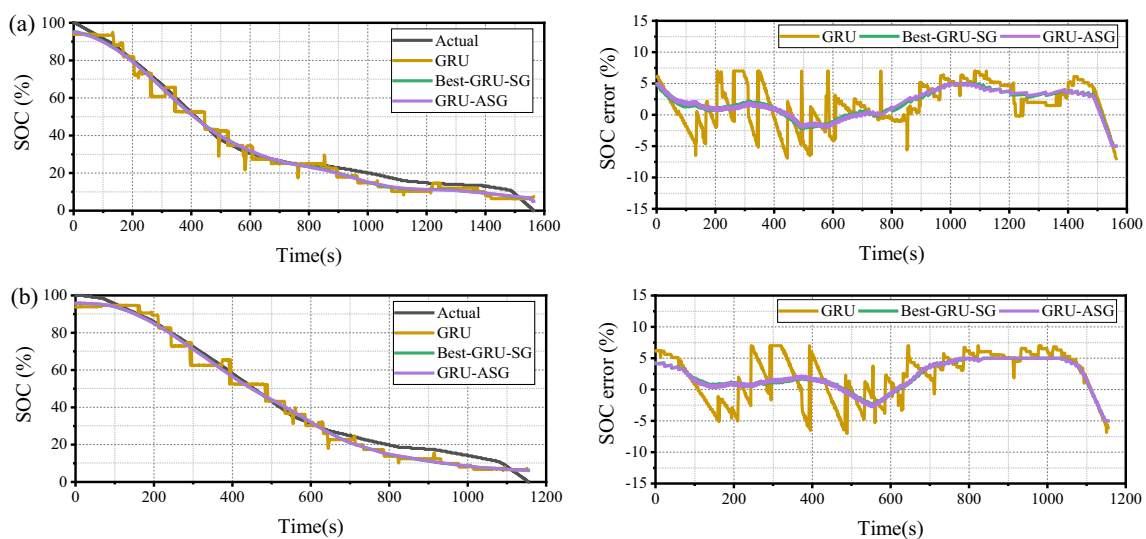 (a)
SOC (%)
100
80
60
40
20
0
Actual
GRU
Best-GRU-SG
GRU-ASG
0 200 400 600 800 1000 1200 1400 1600
Time(s)
SOC error (%)
15
10
5
0
-5
-10
-15
GRU Best-GRU-SG GRU-ASG
0 200 400 600 800 1000 1200 1400 1600
Time(s)
(b)
SOC (%)
100
80
60
40
20
0
Actual
GRU
Best-GRU-SG
GRU-ASG
0 200 400 600 800 1000 1200
Time(s)
SOC error (%)
15
10
5
0
-5
-10
-15
GRU Best-GRU-SG GRU-ASG
0 200 400 600 800 1000 1200
Time(s)